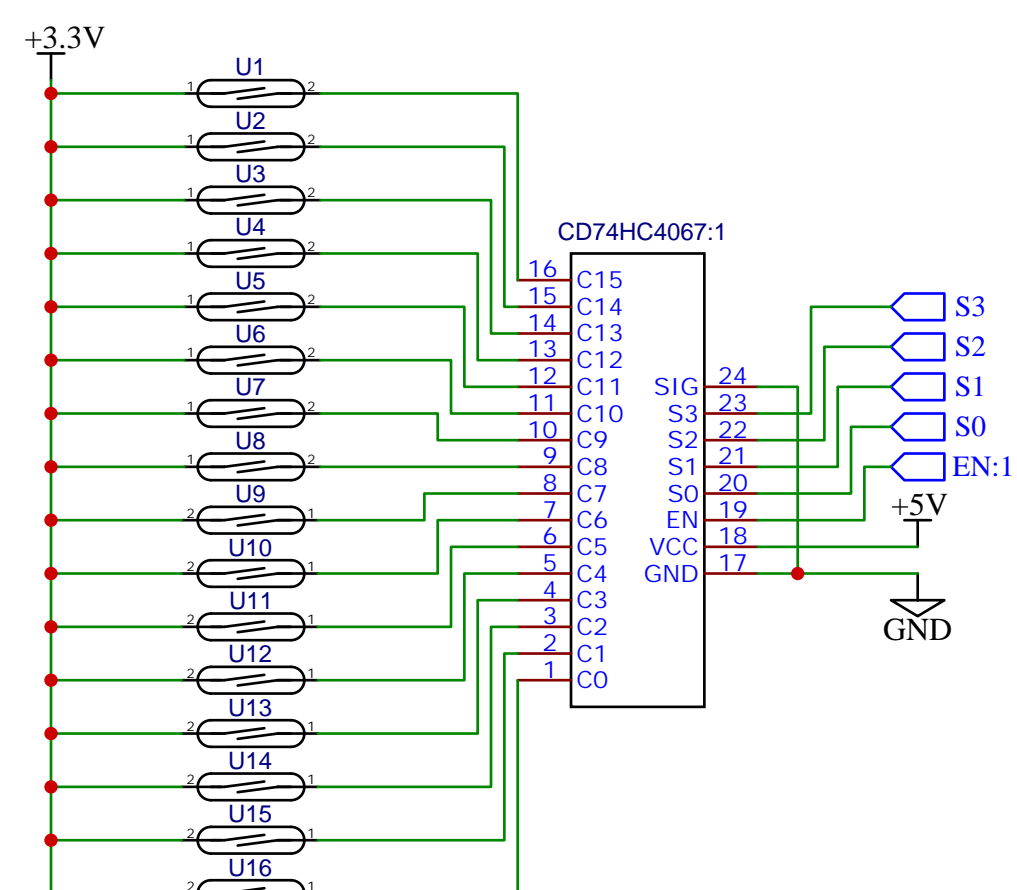 +3.3V
U1
1 2
U2
1 2
U3
1 2
U4
1 2
U5
1 2
U6
1 2
U7
1 2
U8
1 2
U9
2 1
U10
2 1
U11
2 1
U12
2 1
U13
2 1
U14
2 1
U15
2 1
U16
2 1
CD74HC4067:1
16 C15
15 C14
14 C13
13 C12
12 C11
11 C10
10 C9
9 C8
8 C7
7 C6
6 C5
5 C4
4 C3
3 C2
2 C1
1 C0
SIG 24
S3 23
S2 22
S1 21
S0 20
EN 19
VCC 18
GND 17
S3
S2
S1
S0
EN:1
+5V
GND